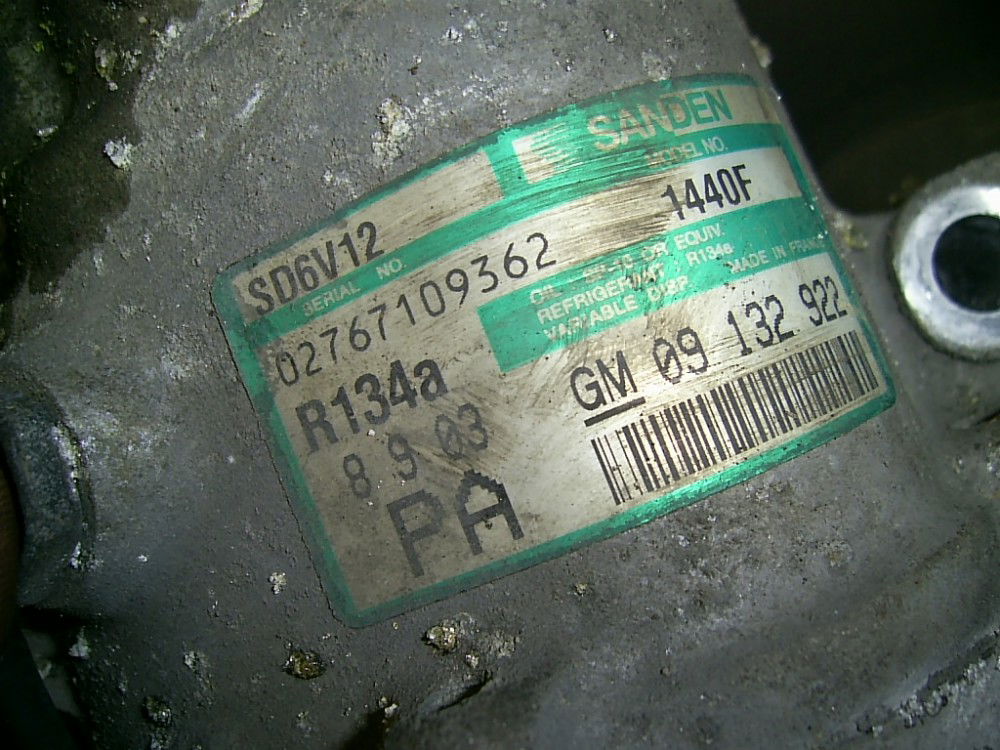 SANDEN
MODEL NO.
SD6V12 1440F
SERIAL NO.
02767109362
REFRIGERANT : R134a
VARIABLE DISP
MADE IN FRANCE
R134a
8 9 03
PA
GM 09 132 922